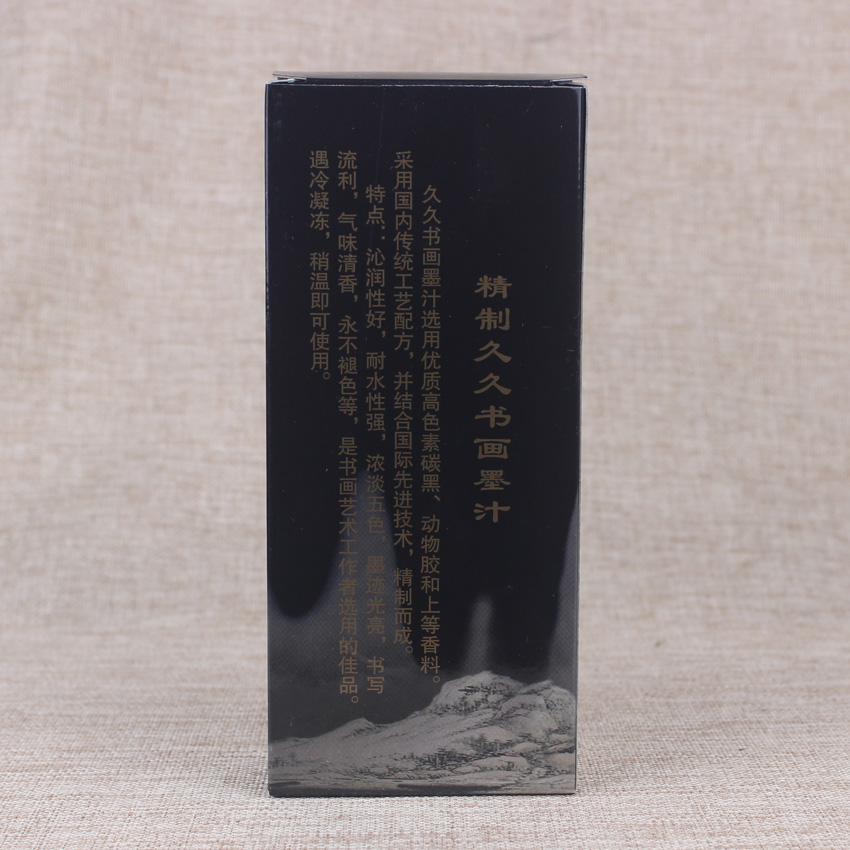 精制久久书画墨汁
久久书画墨汁选用优质高色素碳黑、动物胶和上等香料。
采用国内传统工艺配方，并结合国际先进技术，精制而成。
特点：沁润性好，耐水性强，浓淡五色，墨迹光亮，书写
流利，气味清香，永不褪色等，是书画艺术工作者选用的佳品。
遇冷凝冻，稍温即可使用。